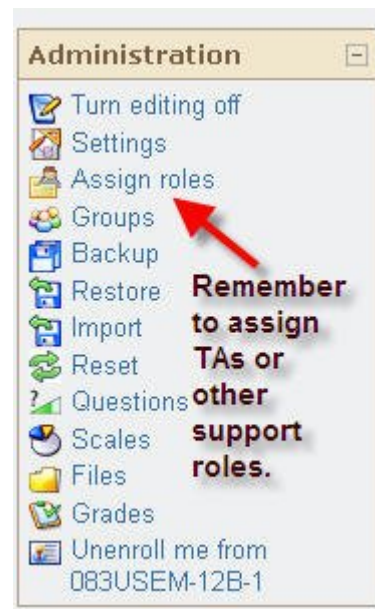 Administration
Turn editing off
Settings
Assign roles
Groups
Backup
Restore
Import
Reset
Questions
Scales
Files
Grades
Unenroll me from
083USEM-12B-1
Remember
to assign
TAs or
other
support
roles.